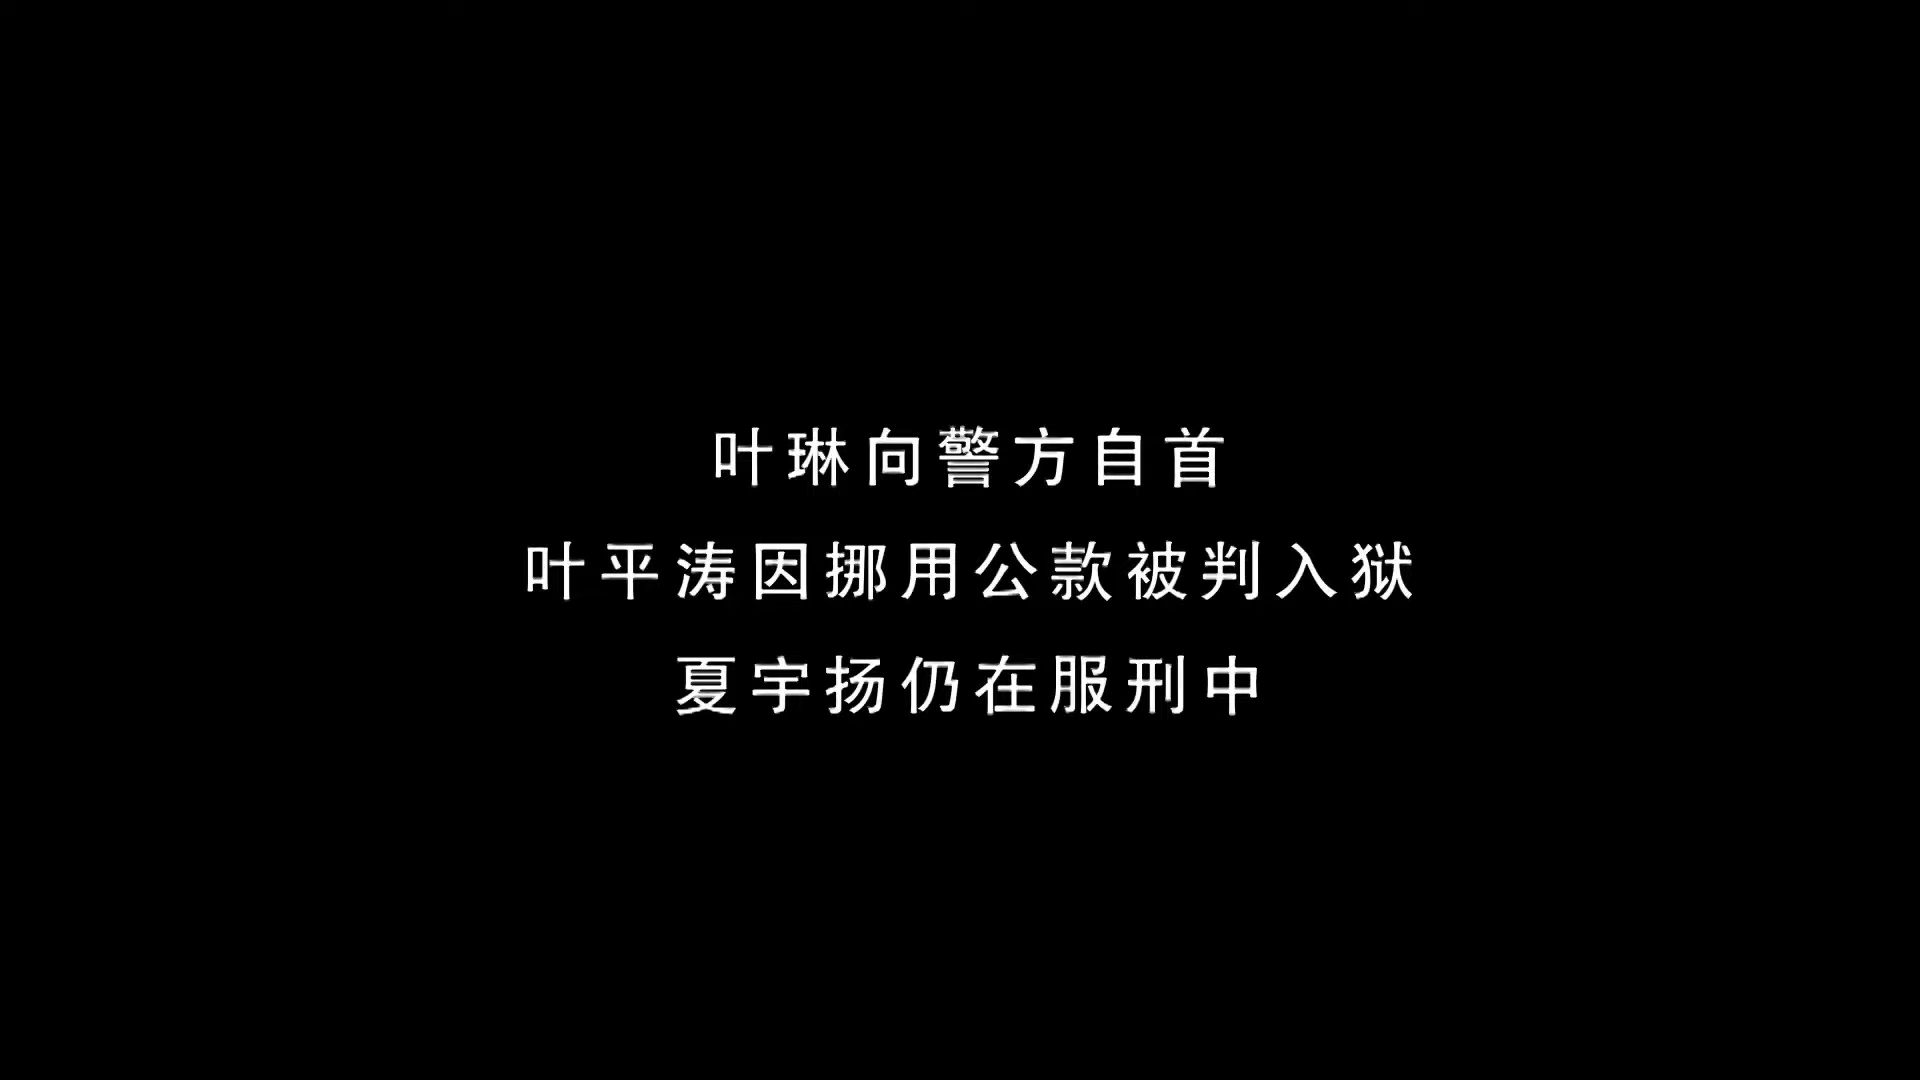 叶琳向警方自首
叶平涛因挪用公款被判入狱
夏宇扬仍在服刑中